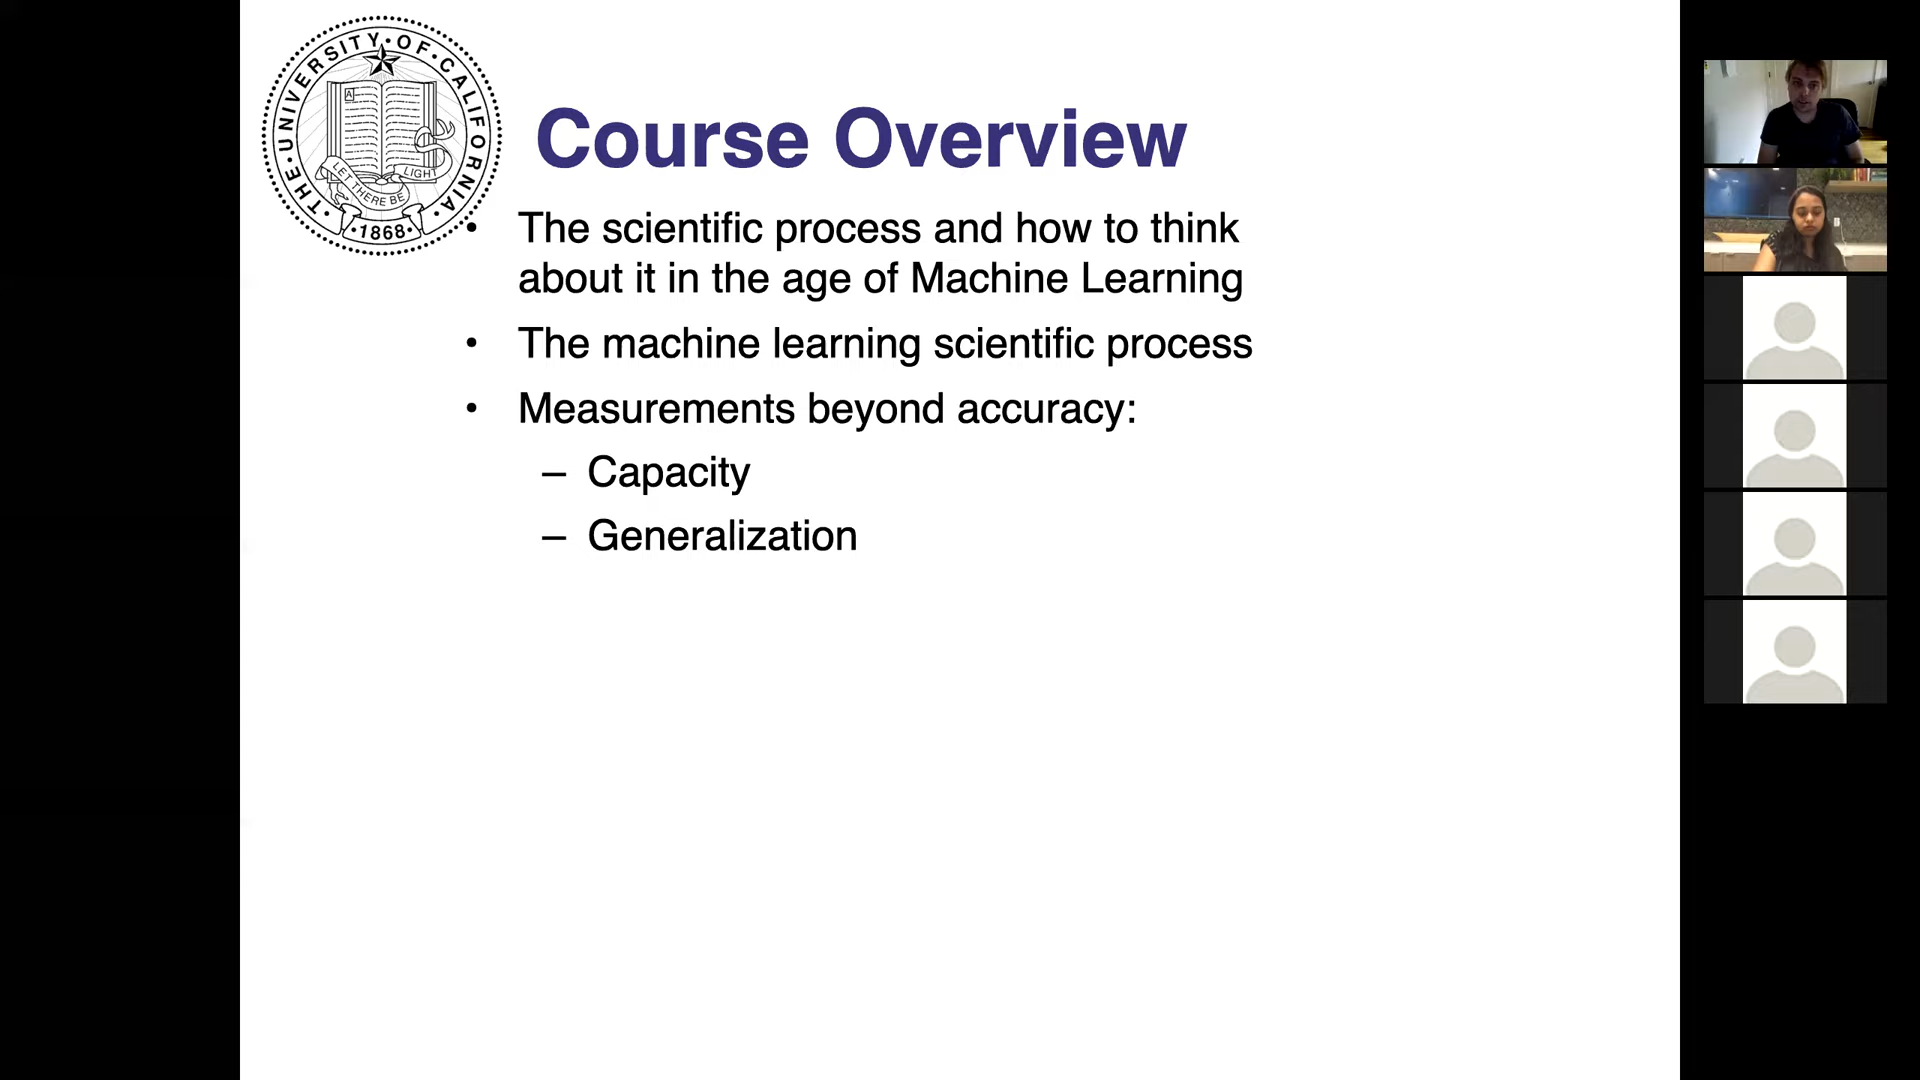 THE·UNIVERSITY·OF·CALIFORNIA·
A
LET THERE BE
LIGHT
·1868·
Course Overview
• The scientific process and how to think
about it in the age of Machine Learning
• The machine learning scientific process
• Measurements beyond accuracy:
– Capacity
– Generalization